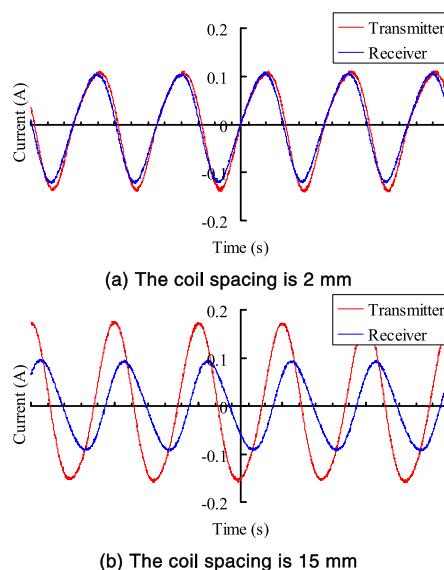 0.2
Transmitter
Receiver
0.1
0
-0.1
-0.2
Current (A)
Time (s)
(a) The coil spacing is 2 mm
0.2
Transmitter
Receiver
0.1
0
-0.1
-0.2
Current (A)
Time (s)
(b) The coil spacing is 15 mm